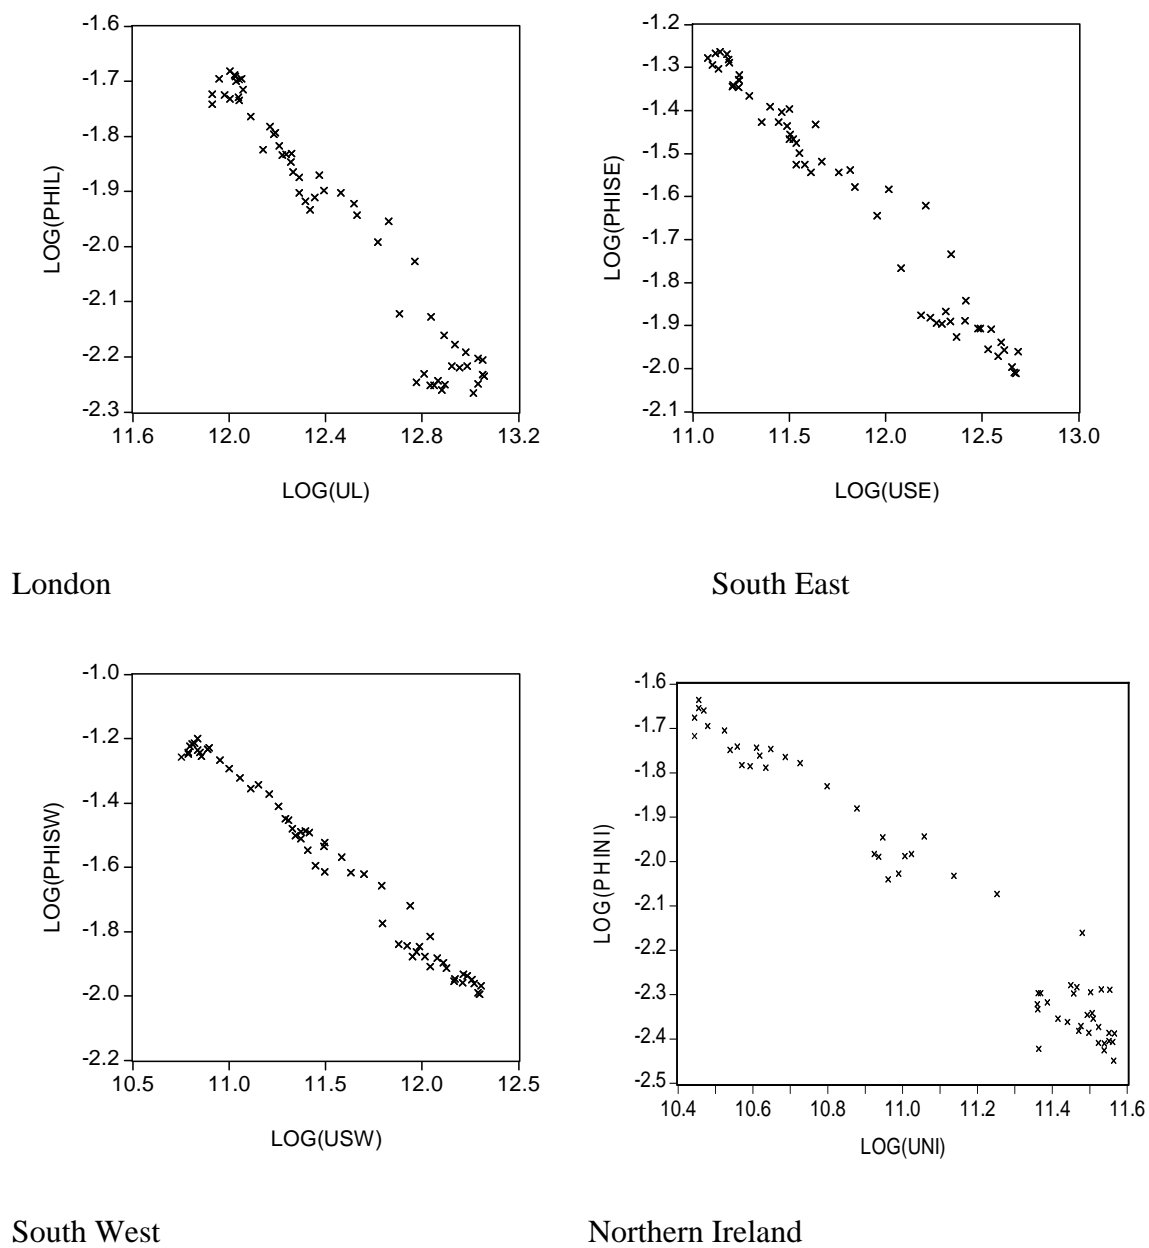 -1.6
-1.7
-1.8
-1.9
-2.0
-2.1
-2.2
-2.3
LOG(PHIL)
11.6 12.0 12.4 12.8 13.2
LOG(UL)
-1.2
-1.3
-1.4
-1.5
-1.6
-1.7
-1.8
-1.9
-2.0
-2.1
LOG(PHISE)
11.0 11.5 12.0 12.5 13.0
LOG(USE)
London South East
-1.0
-1.2
-1.4
-1.6
-1.8
-2.0
-2.2
LOG(PHISW)
10.5 11.0 11.5 12.0 12.5
LOG(USW)
-1.6
-1.7
-1.8
-1.9
-2.0
-2.1
-2.2
-2.3
-2.4
-2.5
LOG(PHINI)
10.4 10.6 10.8 11.0 11.2 11.4 11.6
LOG(UNI)
South West Northern Ireland